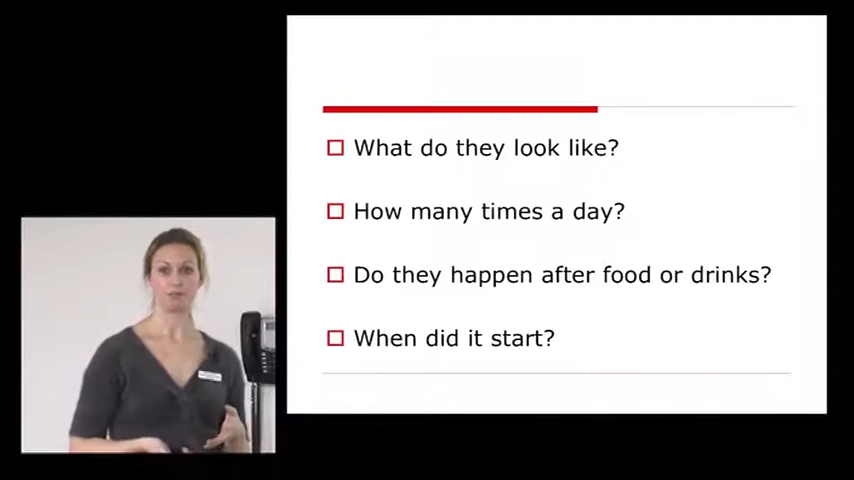 What do they look like?
How many times a day?
Do they happen after food or drinks?
When did it start?